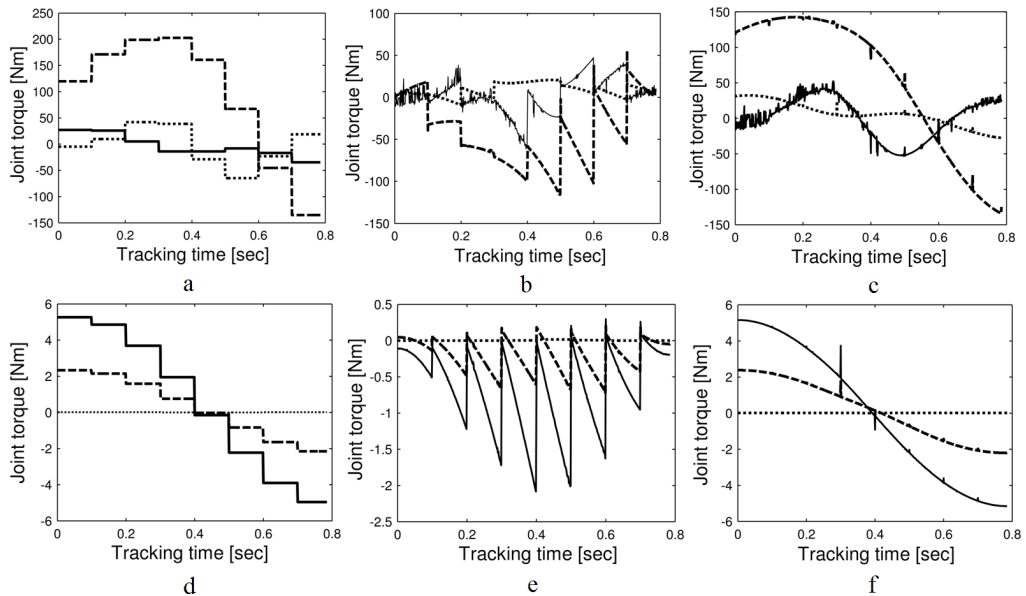 250
200
150
100
50
0
-50
-100
-150
Joint torque [Nm]
0 0.2 0.4 0.6 0.8
Tracking time [sec]
a
100
50
0
-50
-100
-150
Joint torque [Nm]
0 0.2 0.4 0.6 0.8
Tracking time [sec]
b
150
100
50
0
-50
-100
-150
Joint torque [Nm]
0 0.2 0.4 0.6 0.8
Tracking time [sec]
c
6
4
2
0
-2
-4
-6
Joint torque [Nm]
0 0.2 0.4 0.6 0.8
Tracking time [sec]
d
0.5
0
-0.5
-1
-1.5
-2
-2.5
Joint torque [Nm]
0 0.2 0.4 0.6 0.8
Tracking time [sec]
e
6
4
2
0
-2
-4
-6
Joint torque [Nm]
0 0.2 0.4 0.6 0.8
Tracking time [sec]
f